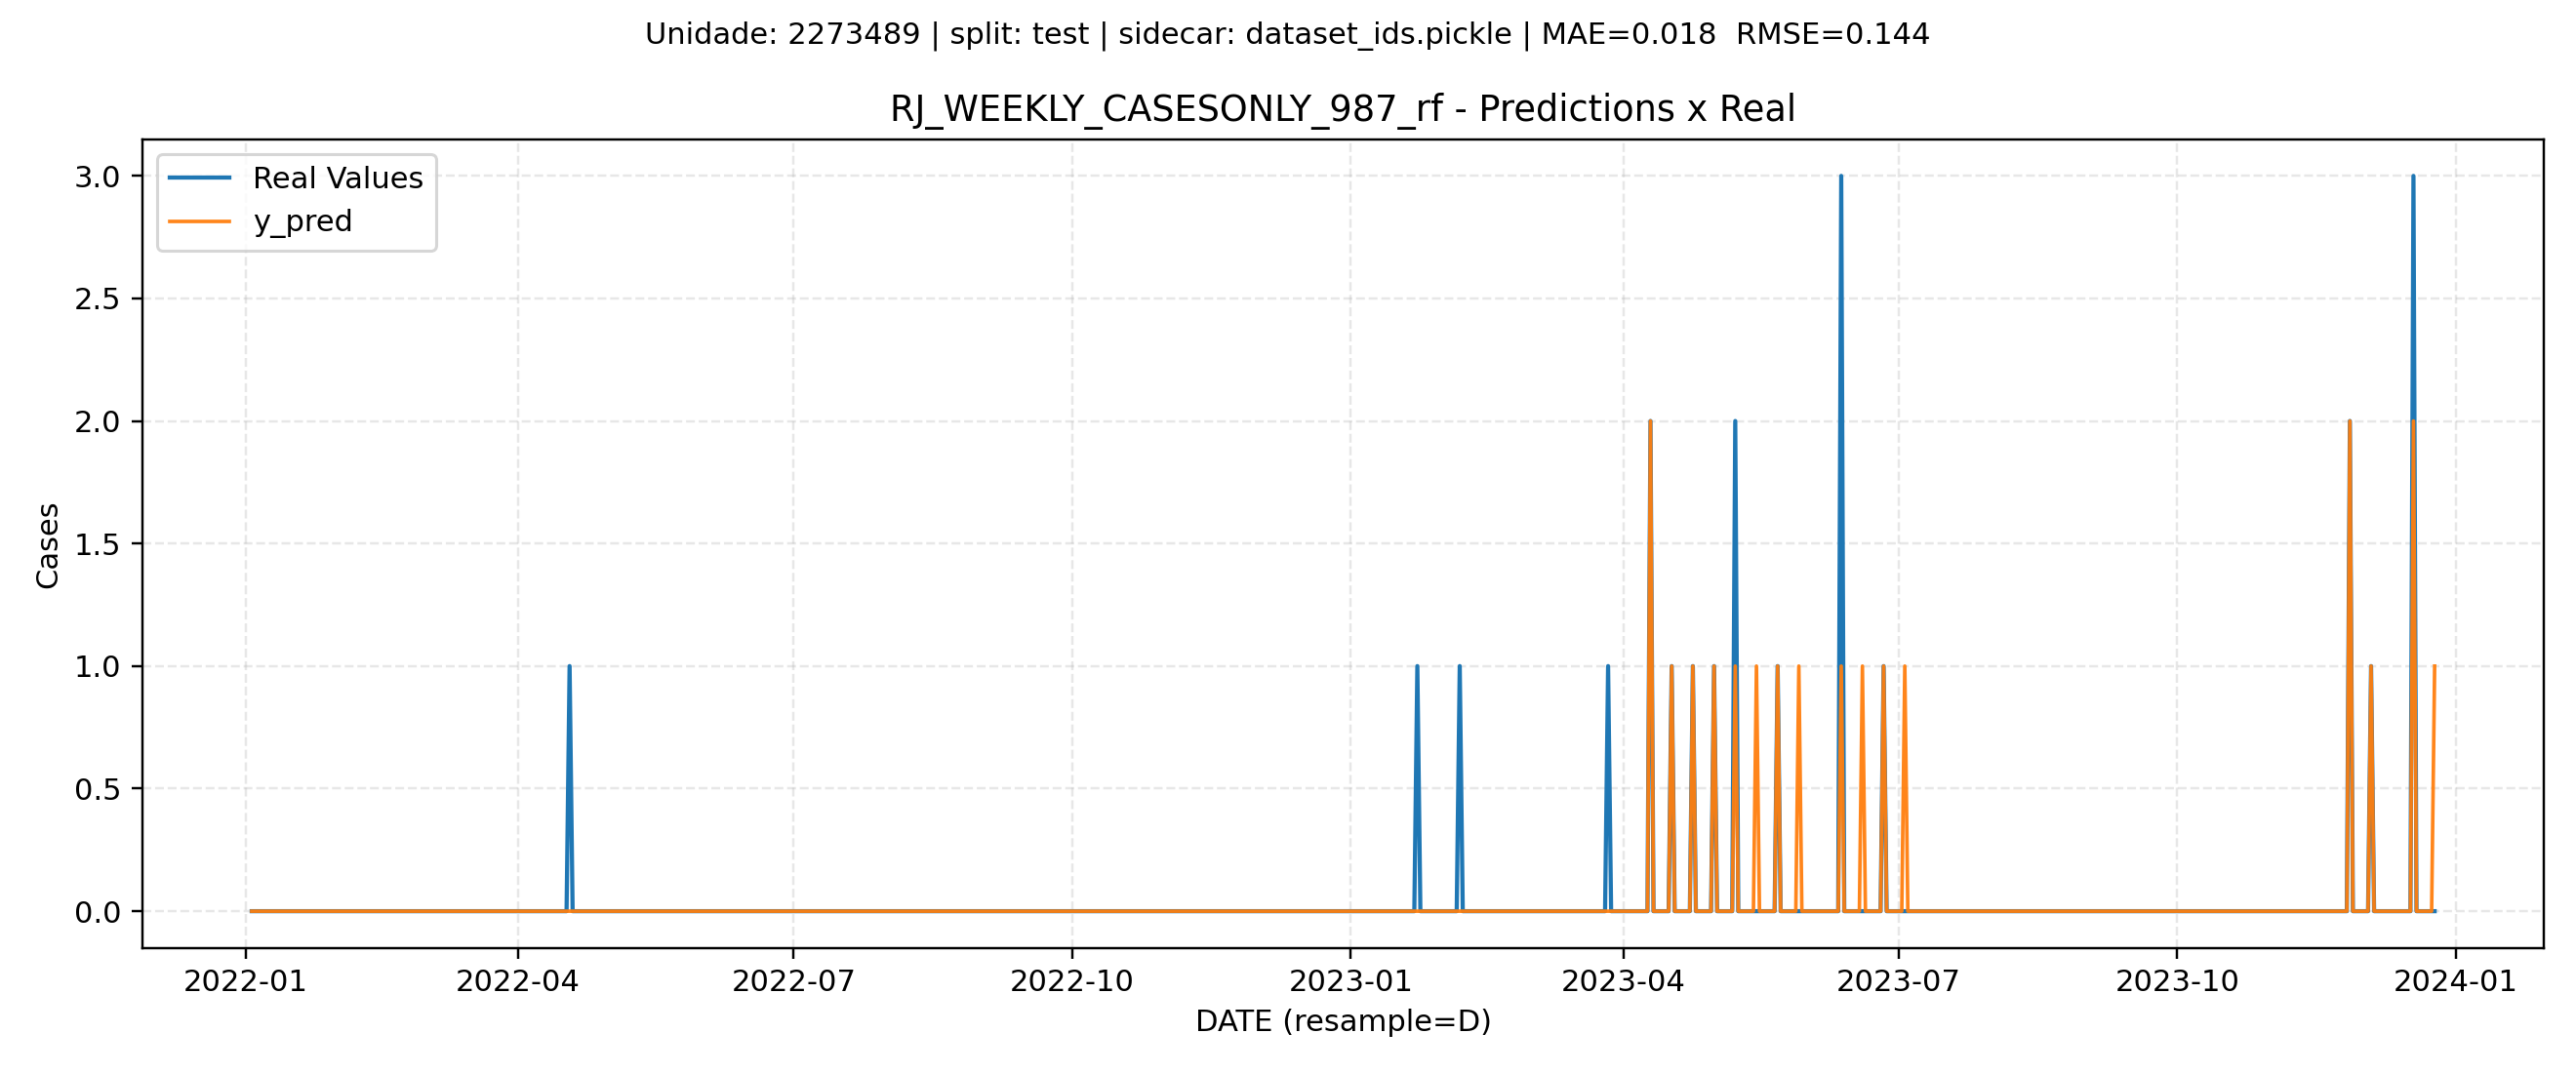 Unidade: 2273489 | split: test | sidecar: dataset_ids.pickle | MAE=0.018  RMSE=0.144
RJ_WEEKLY_CASESONLY_987_rf - Predictions x Real
Real Values
y_pred
3.0
2.5
2.0
1.5
1.0
0.5
0.0
Cases
2022-01 2022-04 2022-07 2022-10 2023-01 2023-04 2023-07 2023-10 2024-01
DATE (resample=D)